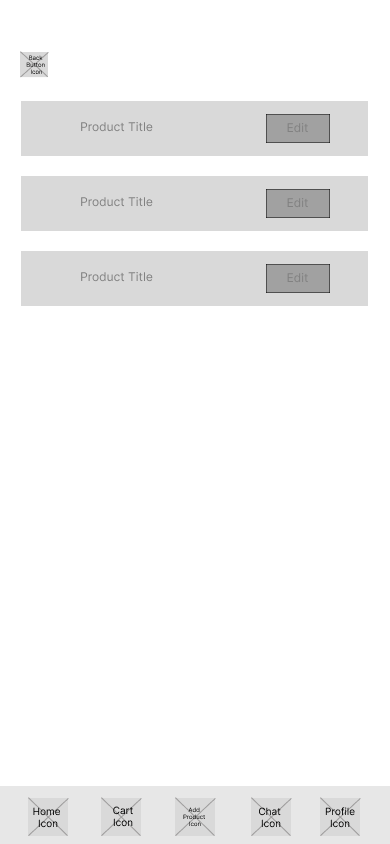 Back
Button
Icon
Product Title
Edit
Product Title
Edit
Product Title
Edit
Home
Icon
Cart
Icon
Add
Product
Icon
Chat
Icon
Profile
Icon